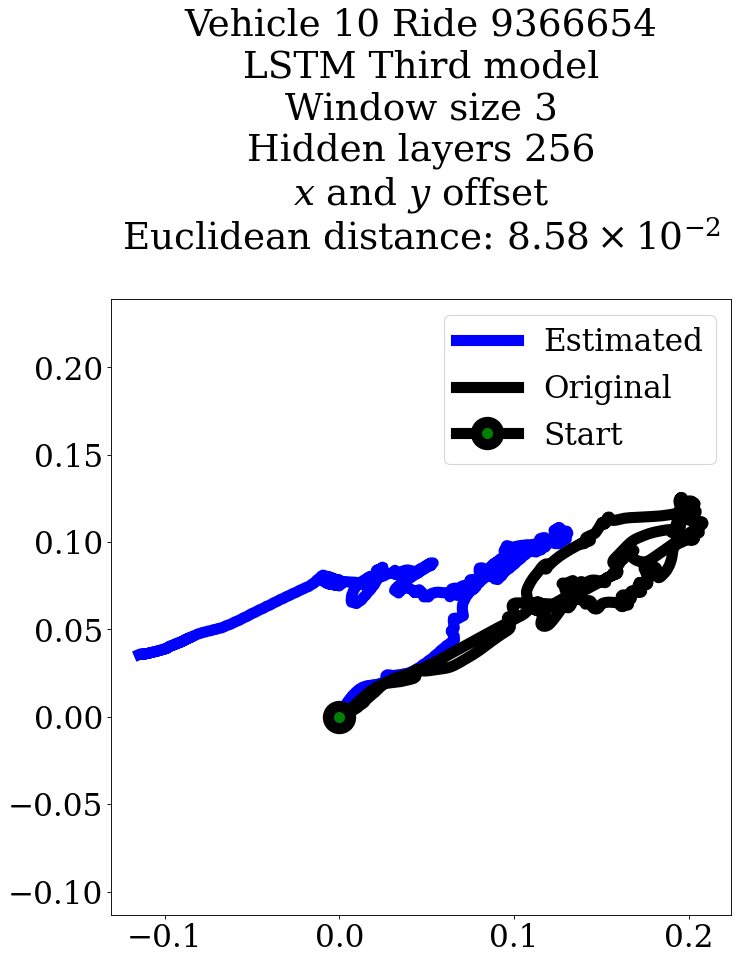 Vehicle 10 Ride 9366654
LSTM Third model
Window size 3
Hidden layers 256
x and y offset
Euclidean distance: 8.58 × 10⁻²
Estimated
Original
Start
0.20
0.15
0.10
0.05
0.00
−0.05
−0.10
−0.1 0.0 0.1 0.2